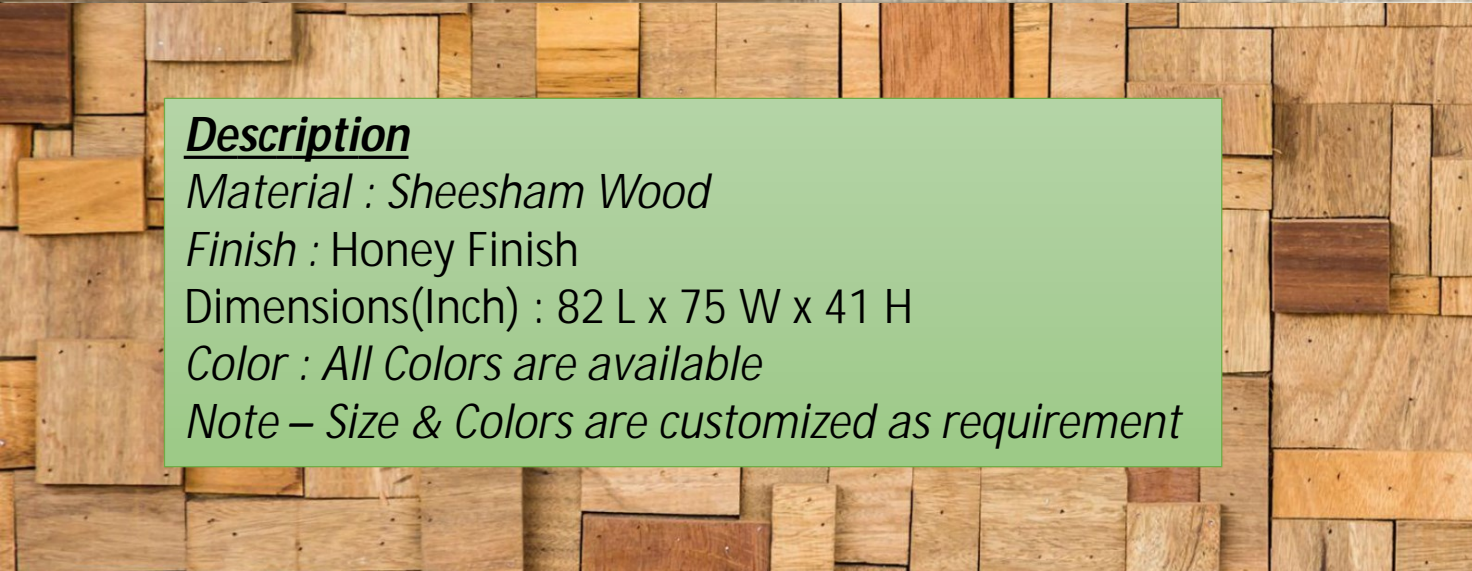 Description
Material : Sheesham Wood
Finish : Honey Finish
Dimensions(Inch) : 82 L x 75 W x 41 H
Color : All Colors are available
Note – Size & Colors are customized as requirement